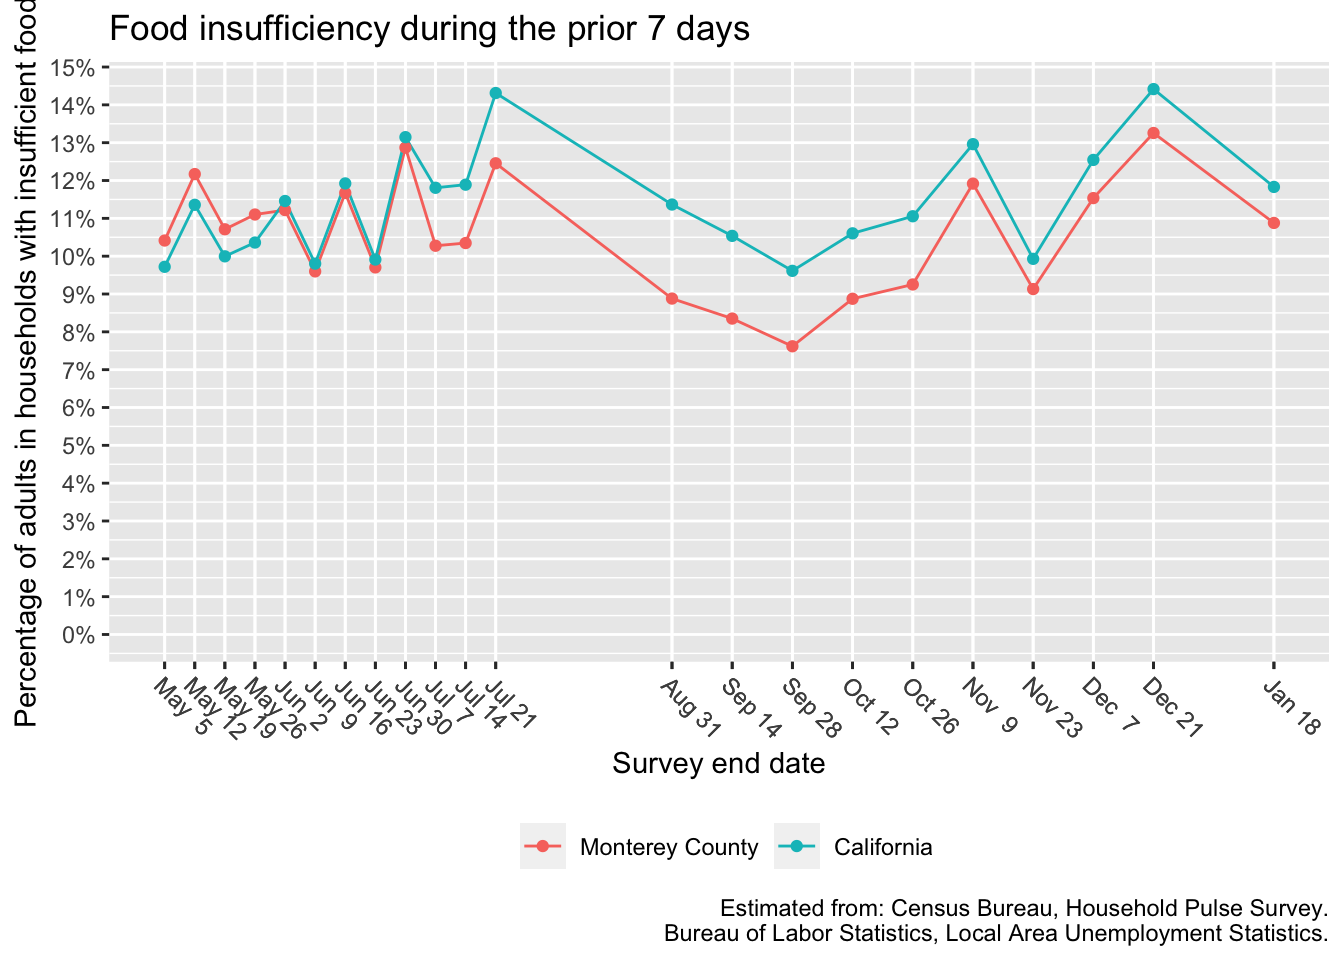 Food insufficiency during the prior 7 days
Percentage of adults in households with insufficient food
15%
14%
13%
12%
11%
10%
9%
8%
7%
6%
5%
4%
3%
2%
1%
0%
May 5
May 12
May 19
May 26
Jun 2
Jun 9
Jun 16
Jun 23
Jun 30
Jul 7
Jul 14
Jul 21
Aug 31
Sep 14
Sep 28
Oct 12
Oct 26
Nov 9
Nov 23
Dec 7
Dec 21
Jan 18
Survey end date
Monterey County
California
Estimated from: Census Bureau, Household Pulse Survey.
Bureau of Labor Statistics, Local Area Unemployment Statistics.